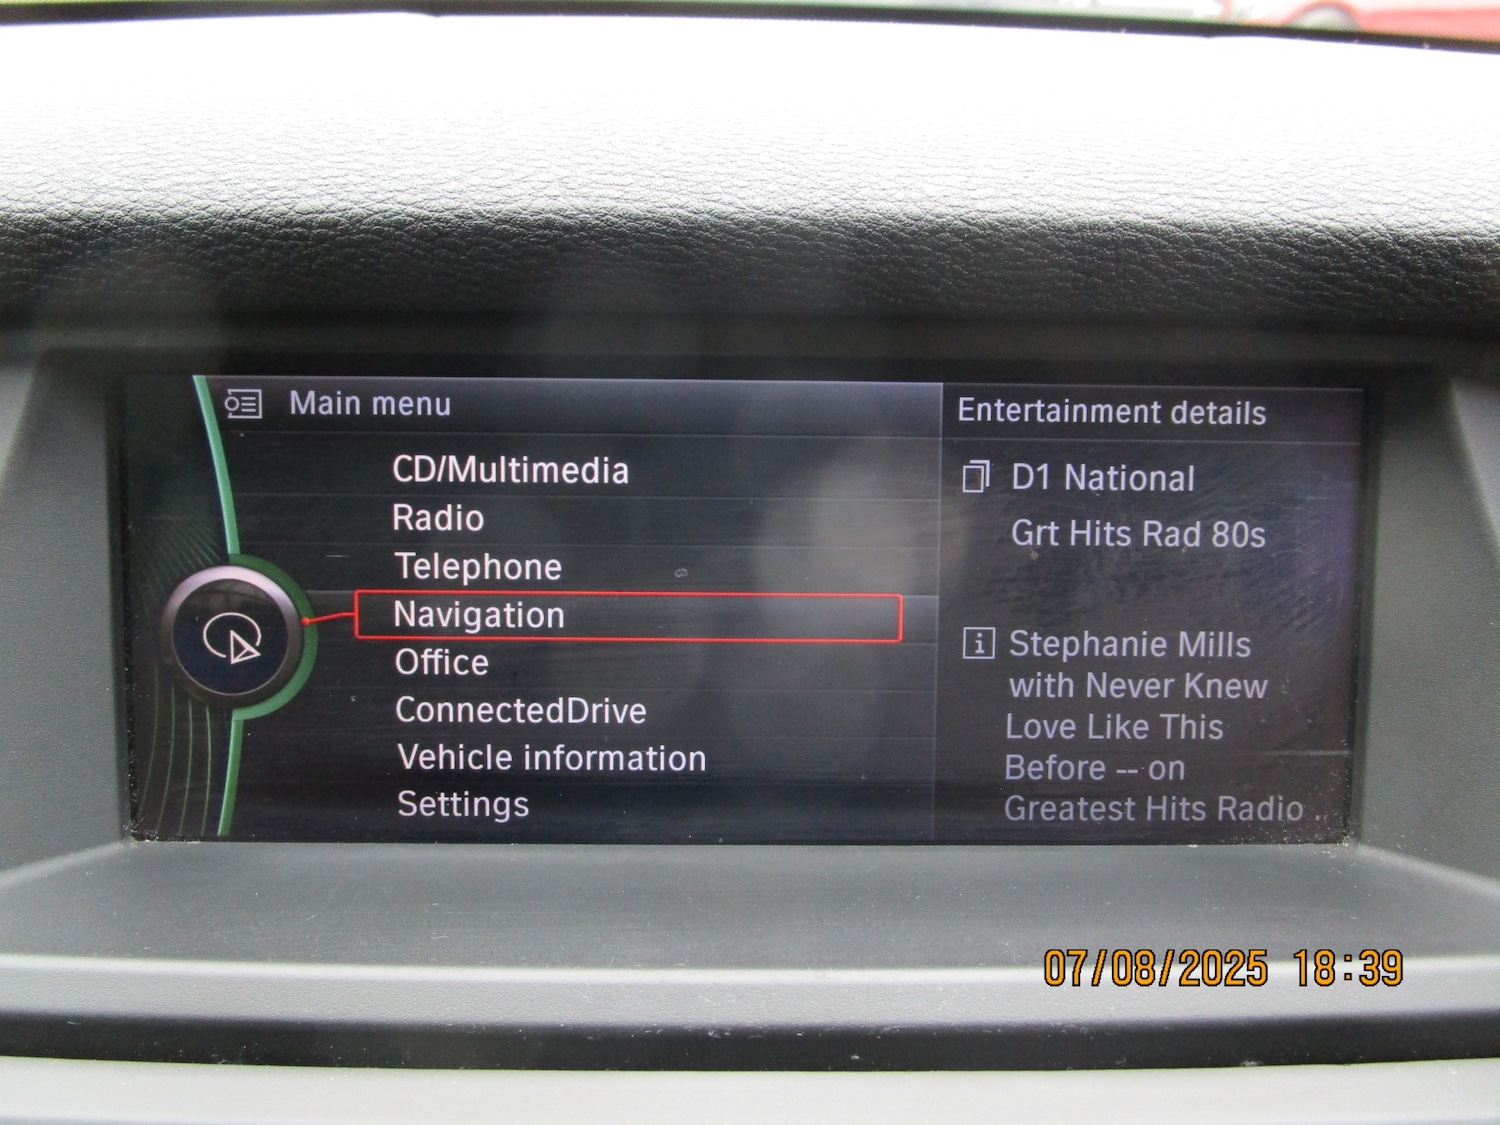 Main menu
CD/Multimedia
Radio
Telephone
Navigation
Office
ConnectedDrive
Vehicle information
Settings
Entertainment details
D1 National
Grt Hits Rad 80s
i
Stephanie Mills
with Never Knew
Love Like This
Before -- on
Greatest Hits Radio .
07/08/2025 18:39